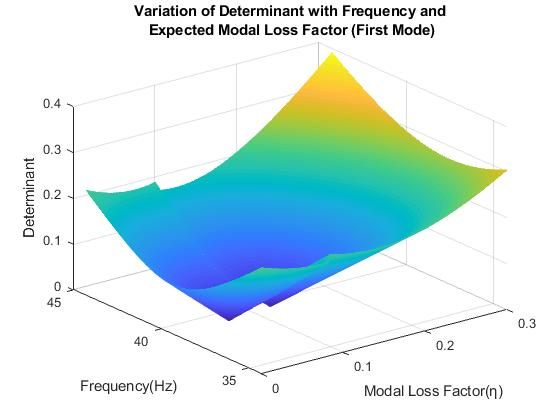 Variation of Determinant with Frequency and
Expected Modal Loss Factor (First Mode)
0.4
0.3
0.2
0.1
0
Determinant
45
40
35
Frequency(Hz)
0
0.1
0.2
0.3
Modal Loss Factor(η)